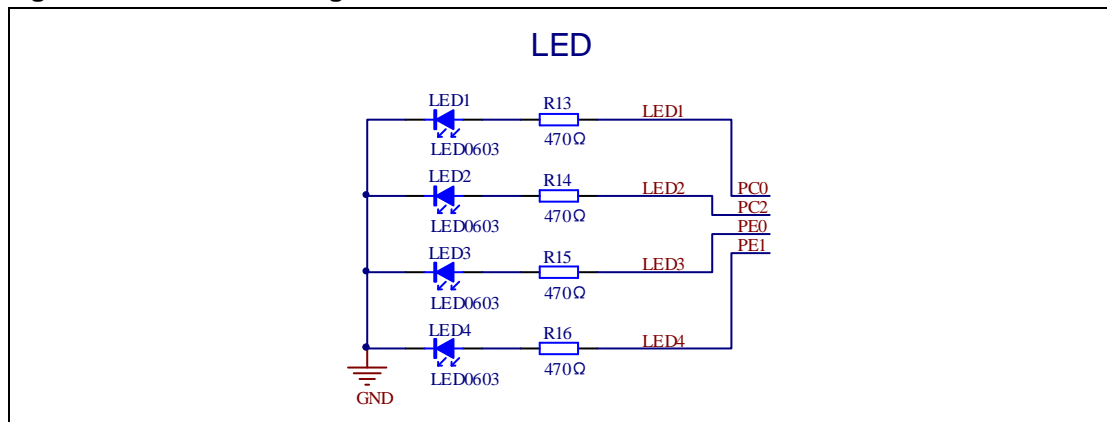 LED
LED1
R13
LED1
LED0603
470Ω
LED2
R14
LED2
PC0
LED0603
470Ω
PC2
PE0
LED3
R15
LED3
PE1
LED0603
470Ω
LED4
R16
LED4
LED0603
470Ω
GND